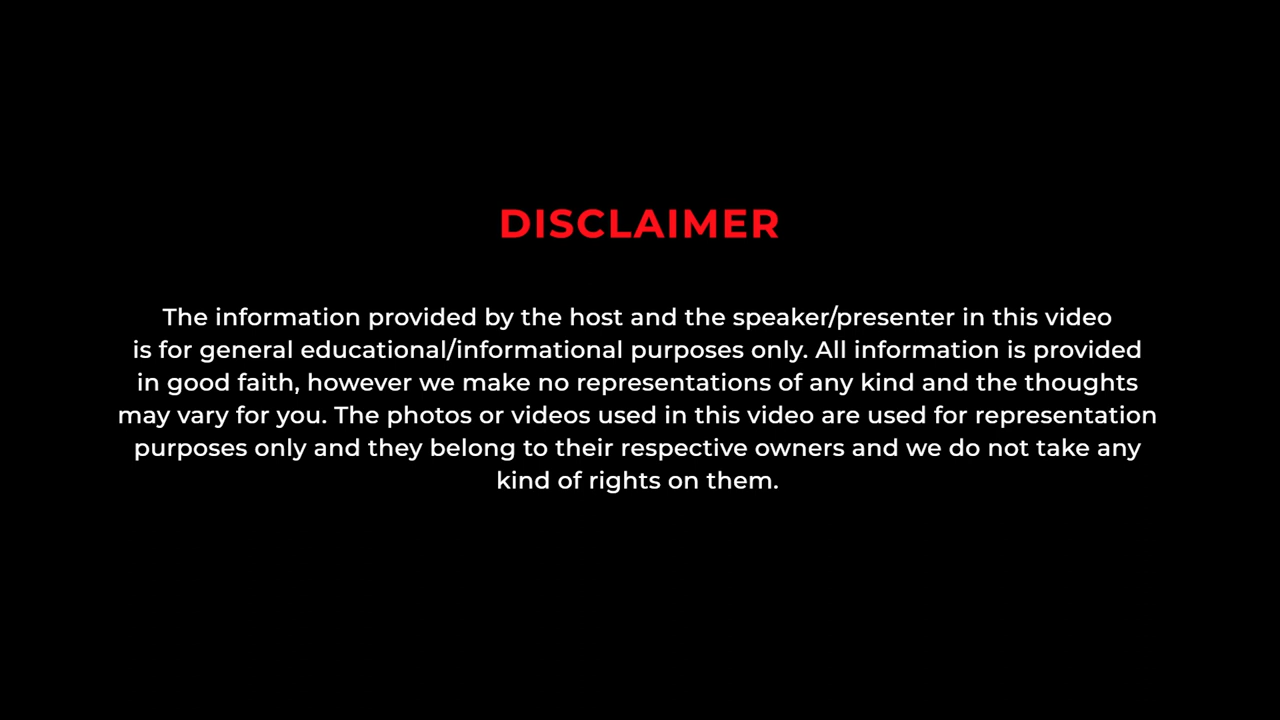 DISCLAIMER
The information provided by the host and the speaker/presenter in this video
is for general educational/informational purposes only. All information is provided
in good faith, however we make no representations of any kind and the thoughts
may vary for you. The photos or videos used in this video are used for representation
purposes only and they belong to their respective owners and we do not take any
kind of rights on them.